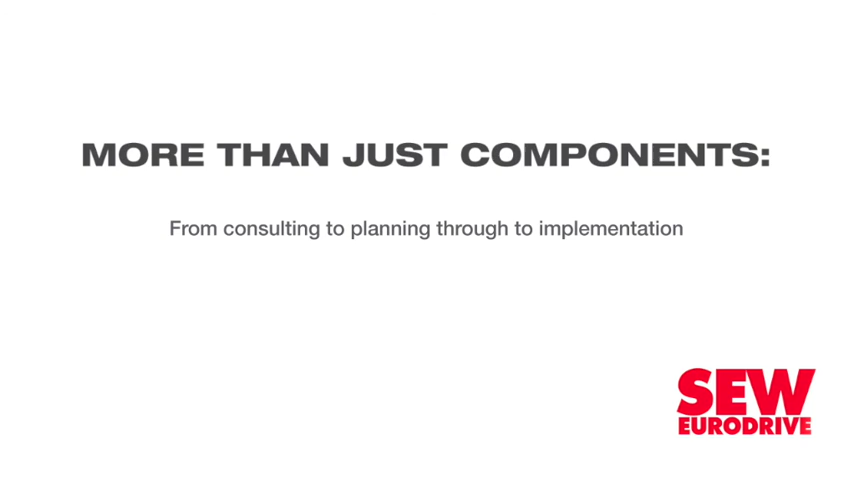 MORE THAN JUST COMPONENTS:
From consulting to planning through to implementation
SEW
EURODRIVE